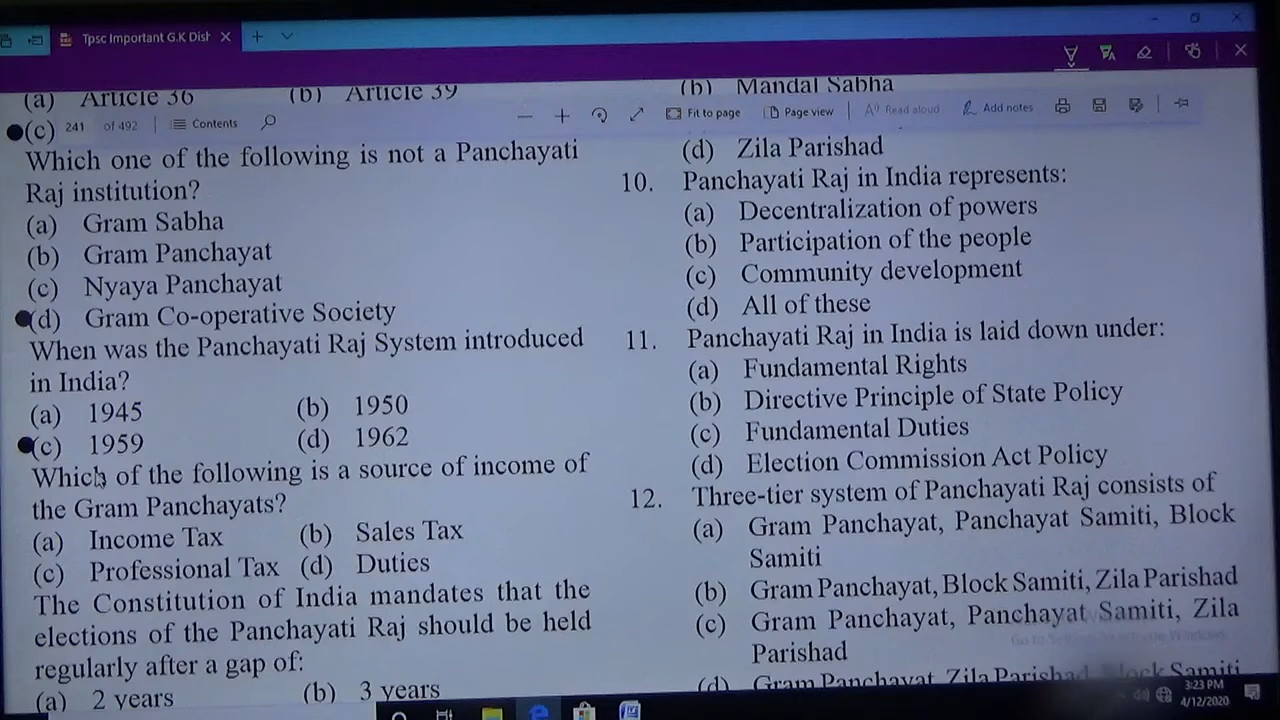 Tpsc Important G.K Dist
(a) Article 36 (b) Article 39
(c) 241 of 492 Contents
Fit to page Page view Read aloud Add notes
Which one of the following is not a Panchayati
Raj institution?
(a) Gram Sabha
(b) Gram Panchayat
(c) Nyaya Panchayat
(d) Gram Co-operative Society
When was the Panchayati Raj System introduced
in India?
(a) 1945 (b) 1950
(c) 1959 (d) 1962
Which of the following is a source of income of
the Gram Panchayats?
(a) Income Tax (b) Sales Tax
(c) Professional Tax (d) Duties
The Constitution of India mandates that the
elections of the Panchayati Raj should be held
regularly after a gap of:
(a) 2 years (b) 3 years
(b) Mandal Sabha
(d) Zila Parishad
10. Panchayati Raj in India represents:
(a) Decentralization of powers
(b) Participation of the people
(c) Community development
(d) All of these
11. Panchayati Raj in India is laid down under:
(a) Fundamental Rights
(b) Directive Principle of State Policy
(c) Fundamental Duties
(d) Election Commission Act Policy
12. Three-tier system of Panchayati Raj consists of
(a) Gram Panchayat, Panchayat Samiti, Block
Samiti
(b) Gram Panchayat, Block Samiti, Zila Parishad
(c) Gram Panchayat, Panchayat Samiti, Zila
Parishad
(d) Gram Panchayat, Zila Parishad, Block Samiti
3:23 PM
4/12/2020